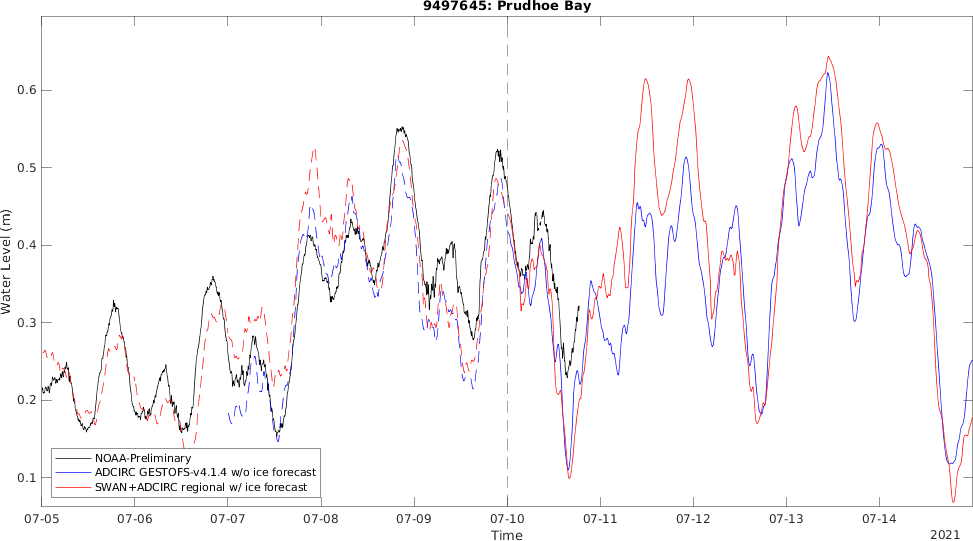 9497645: Prudhoe Bay
Water Level (m)
0.6
0.5
0.4
0.3
0.2
0.1
NOAA-Preliminary
ADCIRC GESTOFS-v4.1.4 w/o ice forecast
SWAN+ADCIRC regional w/ ice forecast
07-05 07-06 07-07 07-08 07-09 07-10 07-11 07-12 07-13 07-14
Time
2021